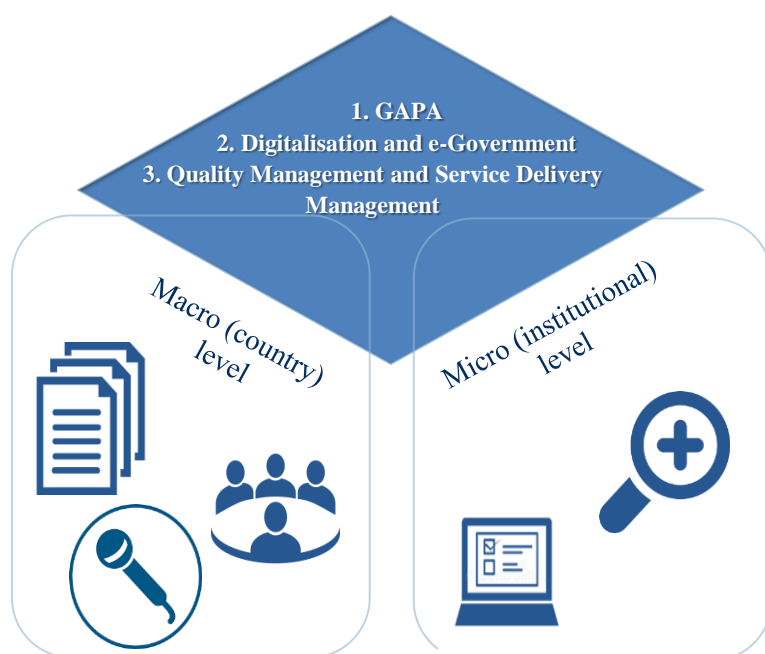 1. GAPA
2. Digitalisation and e-Government
3. Quality Management and Service Delivery
Management
Macro (country)
level
Micro (institutional)
level